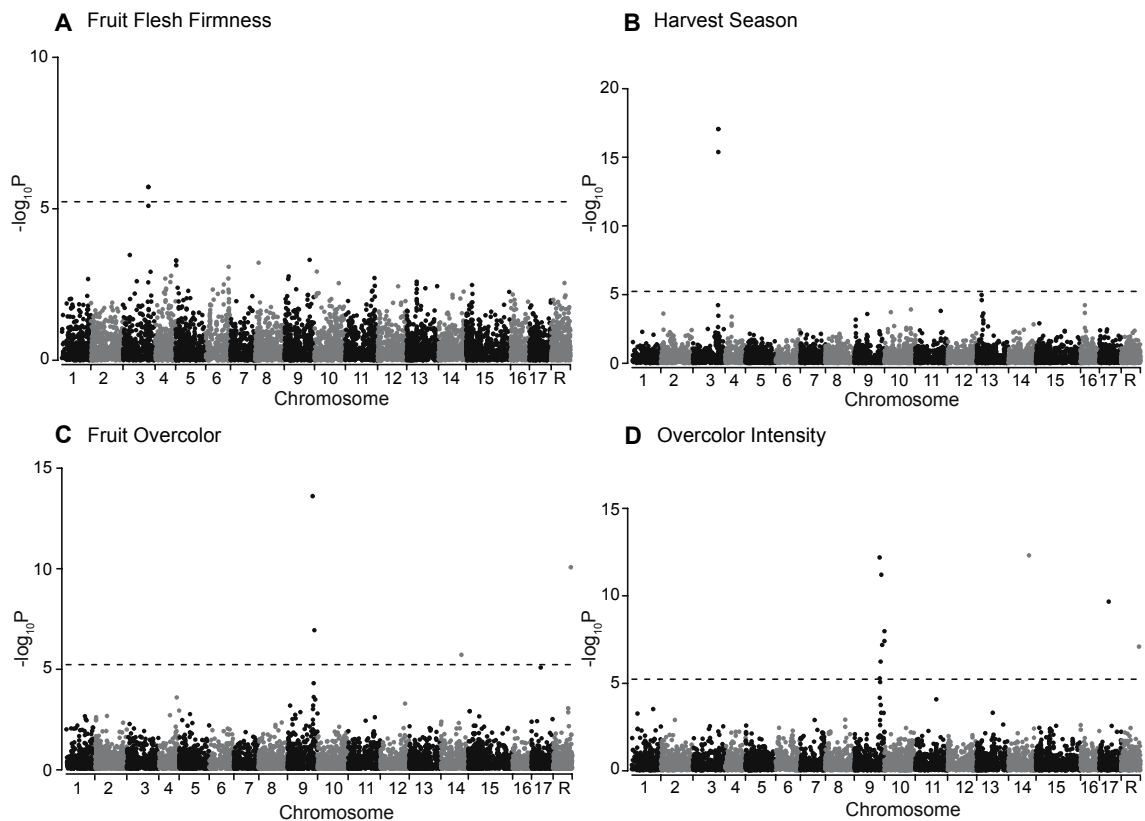 A Fruit Flesh Firmness
10
5
0
-log10P
1 2 3 4 5 6 7 8 9 10 11 12 13 14 15 16 17 R
Chromosome
B Harvest Season
20
15
10
5
0
-log10P
1 2 3 4 5 6 7 8 9 10 11 12 13 14 15 16 17 R
Chromosome
C Fruit Overcolor
15
10
5
0
-log10P
1 2 3 4 5 6 7 8 9 10 11 12 13 14 15 16 17 R
Chromosome
D Overcolor Intensity
15
10
5
0
-log10P
1 2 3 4 5 6 7 8 9 10 11 12 13 14 15 16 17 R
Chromosome